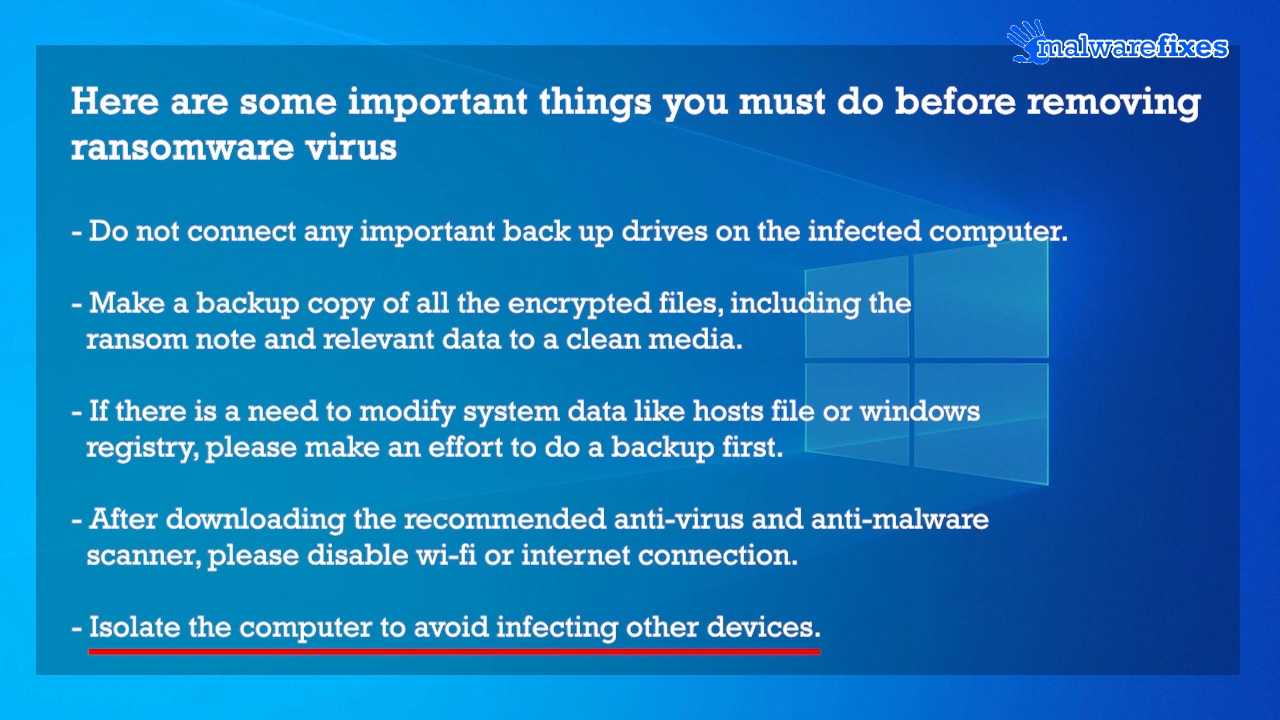 malwarefixes
Here are some important things you must do before removing
ransomware virus
- Do not connect any important back up drives on the infected computer.
- Make a backup copy of all the encrypted files, including the
ransom note and relevant data to a clean media.
- If there is a need to modify system data like hosts file or windows
registry, please make an effort to do a backup first.
- After downloading the recommended anti-virus and anti-malware
scanner, please disable wi-fi or internet connection.
- Isolate the computer to avoid infecting other devices.